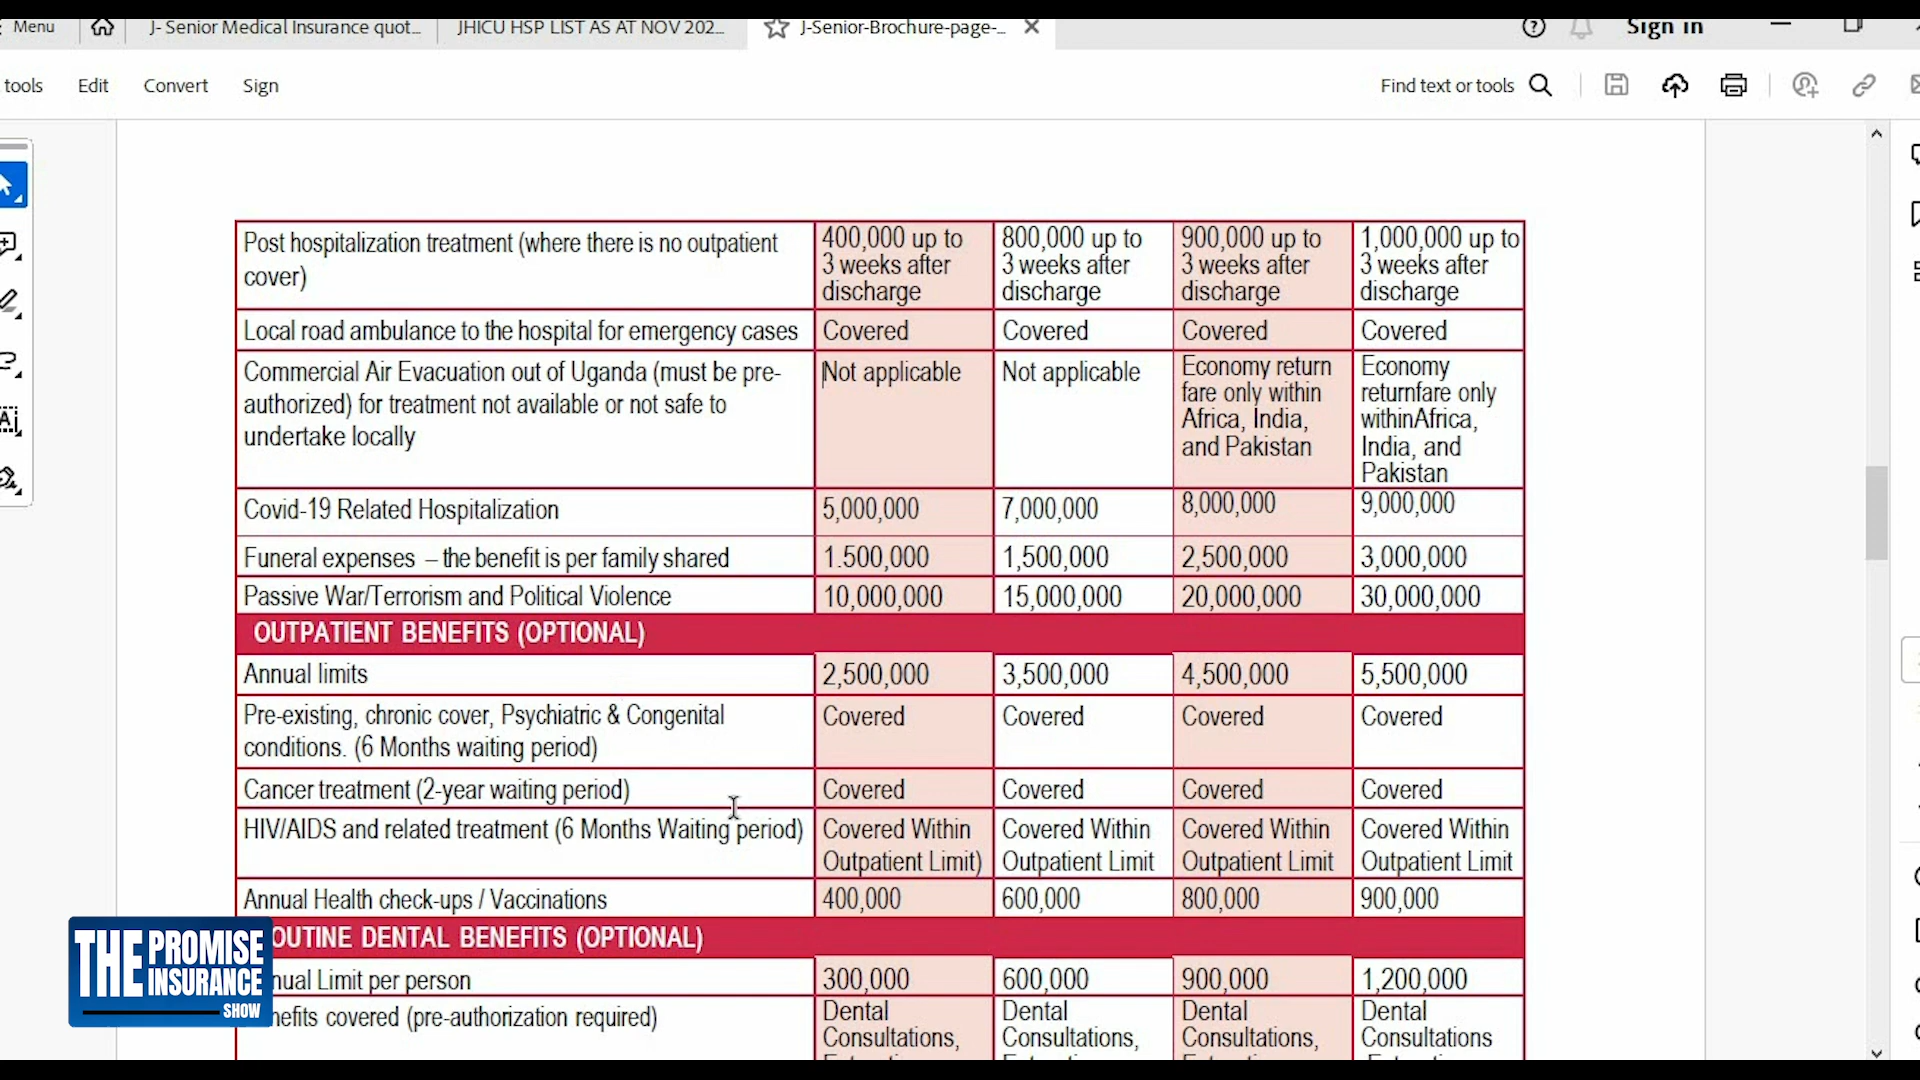 Menu
J- Senior Medical Insurance quot...
JHICU HSP LIST AS AT NOV 202...
J-Senior-Brochure-page-...
Sign in
tools
Edit
Convert
Sign
Find text or tools
Post hospitalization treatment (where there is no outpatient
cover)
400,000 up to
3 weeks after
discharge
800,000 up to
3 weeks after
discharge
900,000 up to
3 weeks after
discharge
1,000,000 up to
3 weeks after
discharge
Local road ambulance to the hospital for emergency cases
Covered
Covered
Covered
Covered
Commercial Air Evacuation out of Uganda (must be pre-
authorized) for treatment not available or not safe to
undertake locally
Not applicable
Not applicable
Economy return
fare only within
Africa, India,
and Pakistan
Economy
returnfare only
withinAfrica,
India, and
Pakistan
Covid-19 Related Hospitalization
5,000,000
7,000,000
8,000,000
9,000,000
Funeral expenses – the benefit is per family shared
1.500,000
1,500,000
2,500,000
3,000,000
Passive War/Terrorism and Political Violence
10,000,000
15,000,000
20,000,000
30,000,000
OUTPATIENT BENEFITS (OPTIONAL)
Annual limits
2,500,000
3,500,000
4,500,000
5,500,000
Pre-existing, chronic cover, Psychiatric & Congenital
conditions. (6 Months waiting period)
Covered
Covered
Covered
Covered
Cancer treatment (2-year waiting period)
Covered
Covered
Covered
Covered
HIV/AIDS and related treatment (6 Months Waiting period)
Covered Within
Outpatient Limit)
Covered Within
Outpatient Limit
Covered Within
Outpatient Limit
Covered Within
Outpatient Limit
Annual Health check-ups / Vaccinations
400,000
600,000
800,000
900,000
OUTINE DENTAL BENEFITS (OPTIONAL)
nual Limit per person
300,000
600,000
900,000
1,200,000
nefits covered (pre-authorization required)
Dental
Consultations,
Dental
Consultations,
Dental
Consultations,
Dental
Consultations
THE PROMISE
INSURANCE
SHOW